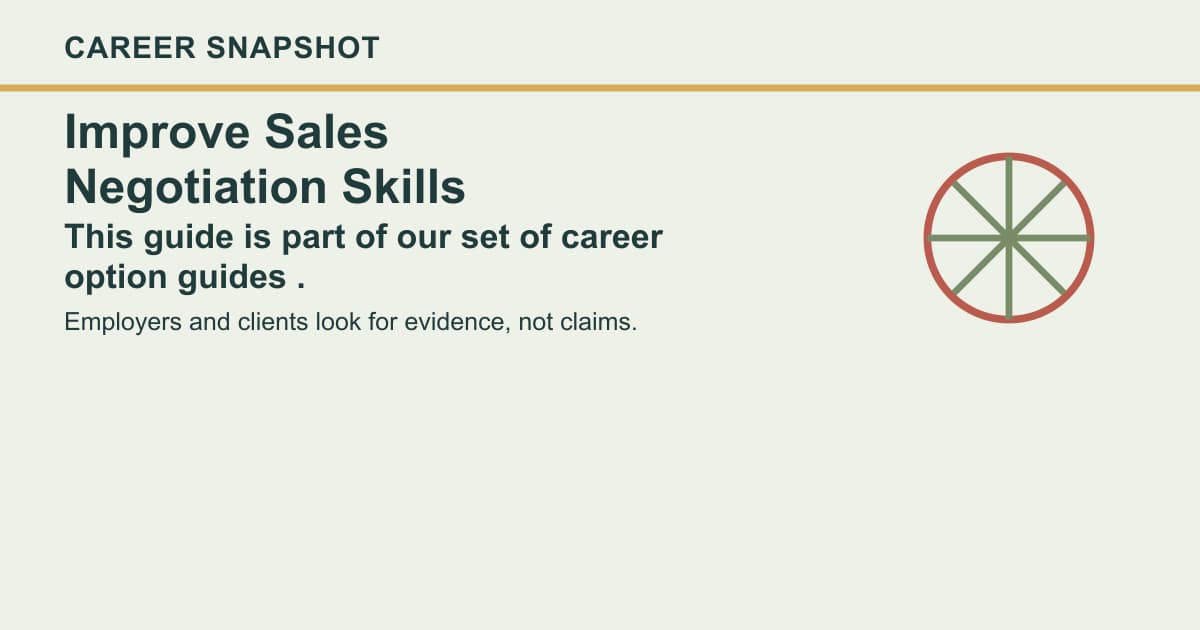 CAREER SNAPSHOT
Improve Sales
Negotiation Skills
This guide is part of our set of career
option guides .
Employers and clients look for evidence, not claims.